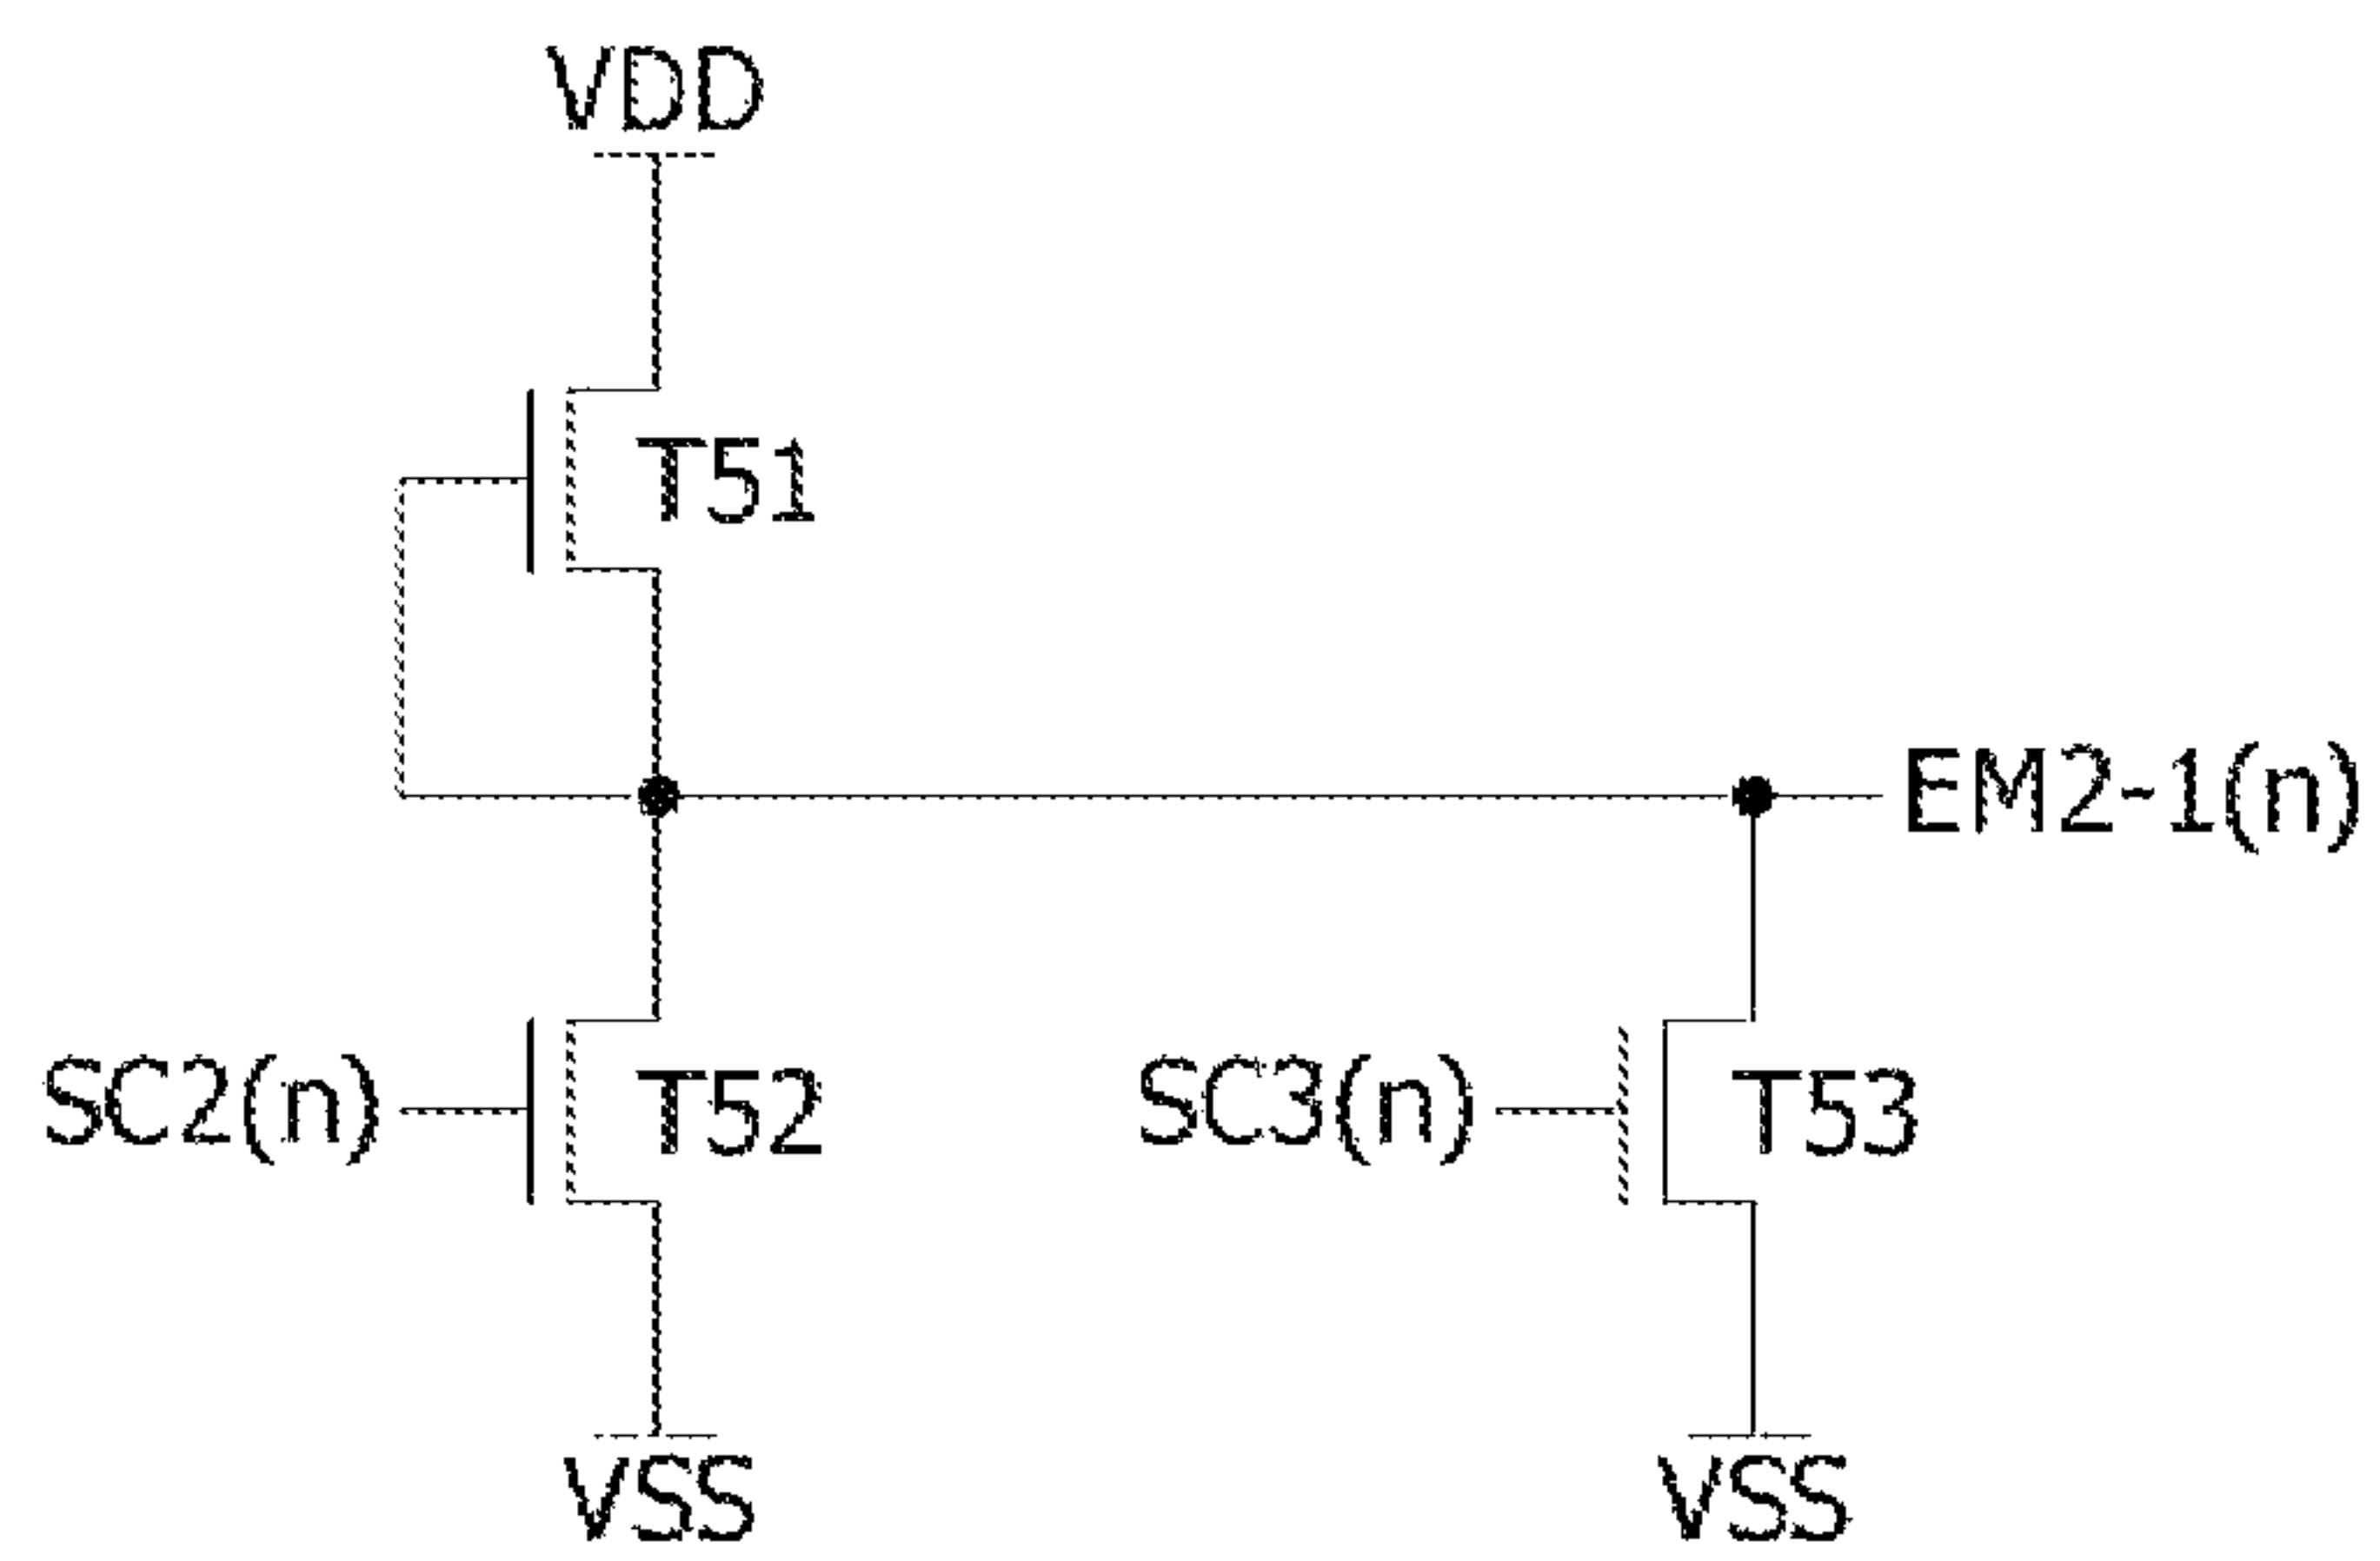 VDD
T51
EM2-1(n)
SC2(n)
T52
SC3(n)
T53
VSS
VSS